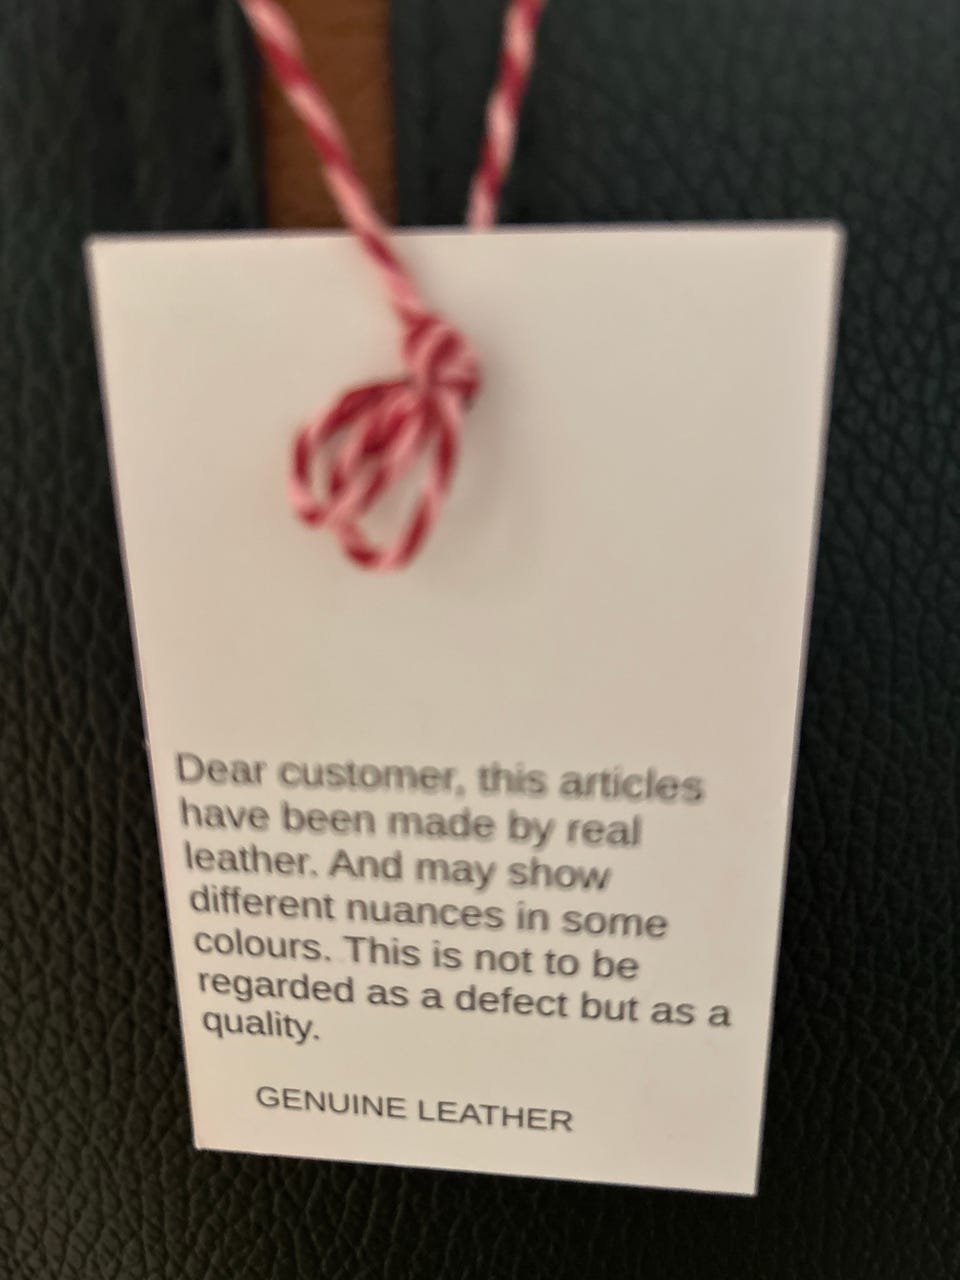 Dear customer, this articles
have been made by real
leather. And may show
different nuances in some
colours. This is not to be
regarded as a defect but as a
quality.
GENUINE LEATHER